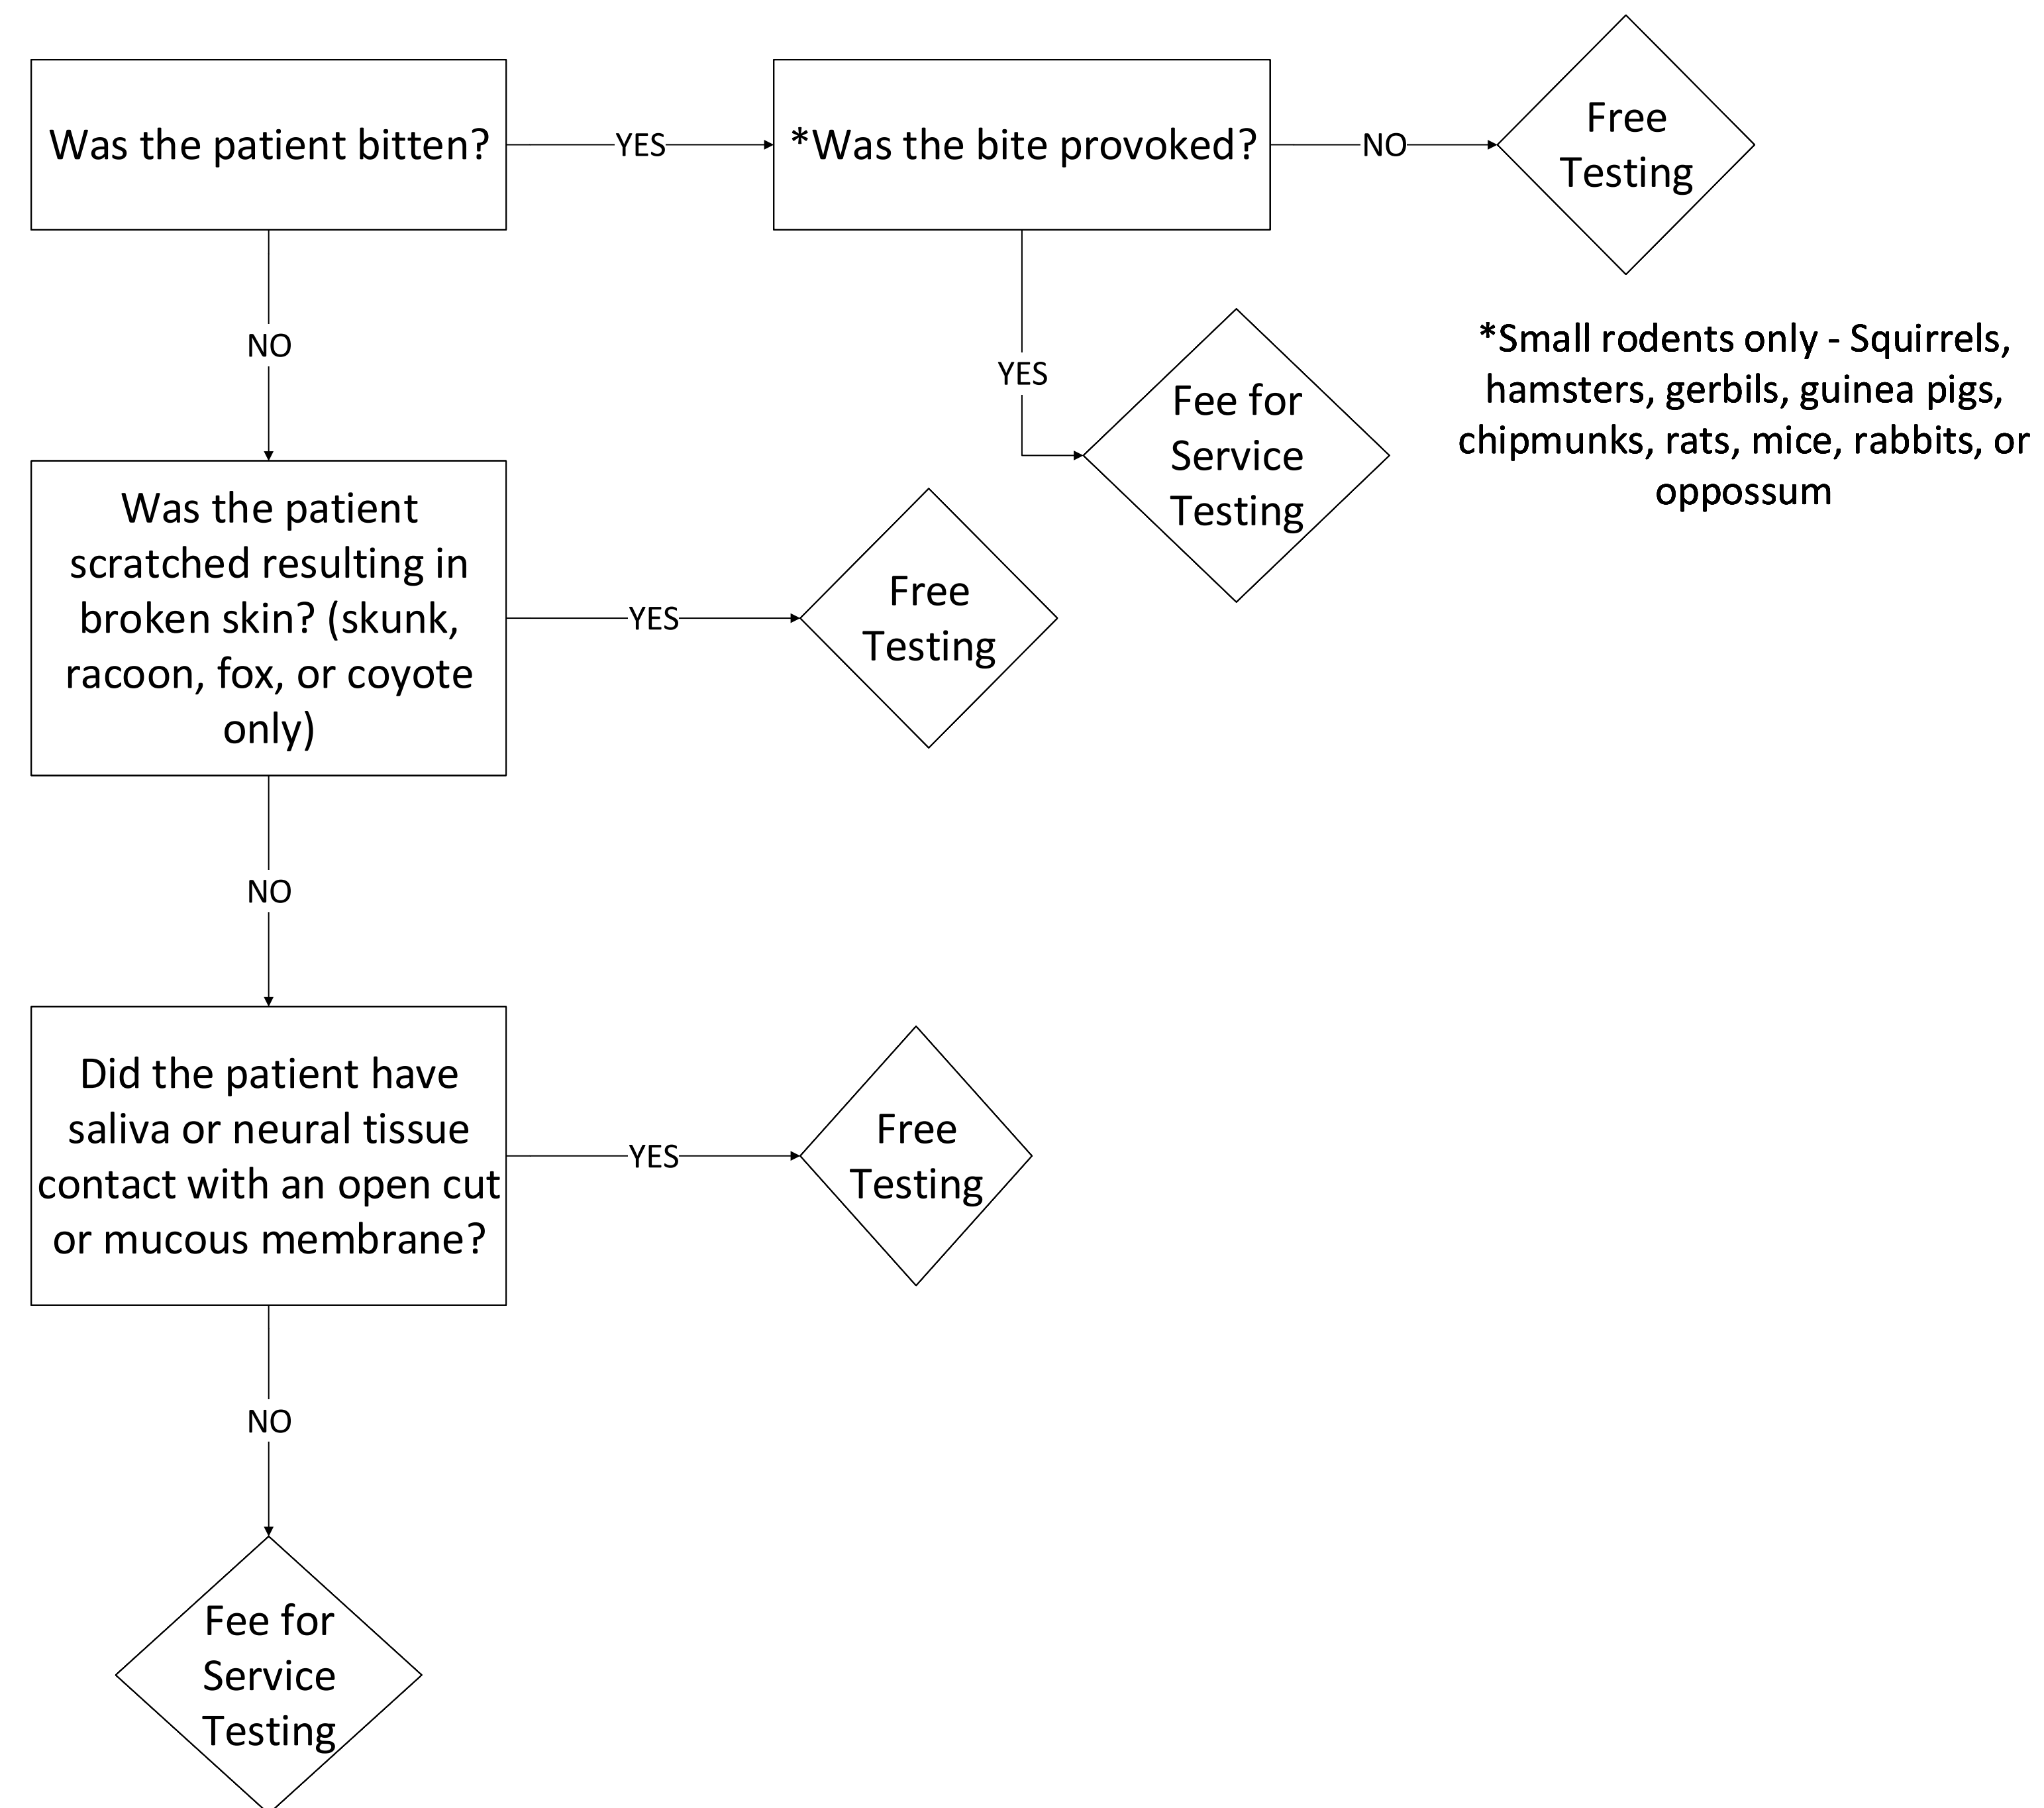 Was the patient bitten?
YES
*Was the bite provoked?
NO
Free
Testing
NO
YES
Fee for
Service
Testing
*Small rodents only - Squirrels,
hamsters, gerbils, guinea pigs,
chipmunks, rats, mice, rabbits, or
oppossum
Was the patient
scratched resulting in
broken skin? (skunk,
racoon, fox, or coyote
only)
YES
Free
Testing
NO
Did the patient have
saliva or neural tissue
contact with an open cut
or mucous membrane?
YES
Free
Testing
NO
Fee for
Service
Testing